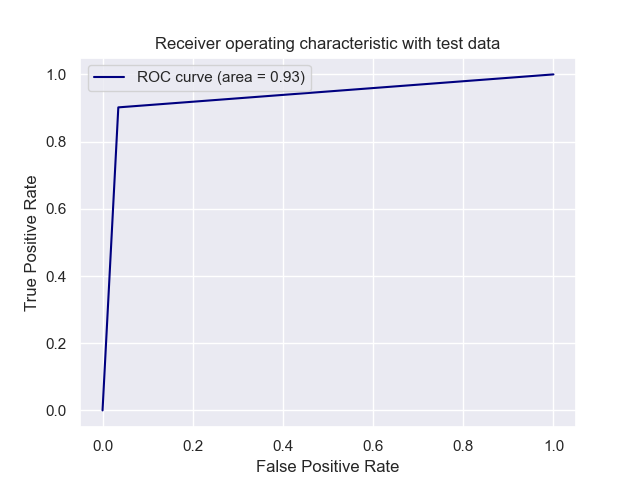 Receiver operating characteristic with test data
ROC curve (area = 0.93)
True Positive Rate
1.0
0.8
0.6
0.4
0.2
0.0
0.0 0.2 0.4 0.6 0.8 1.0
False Positive Rate